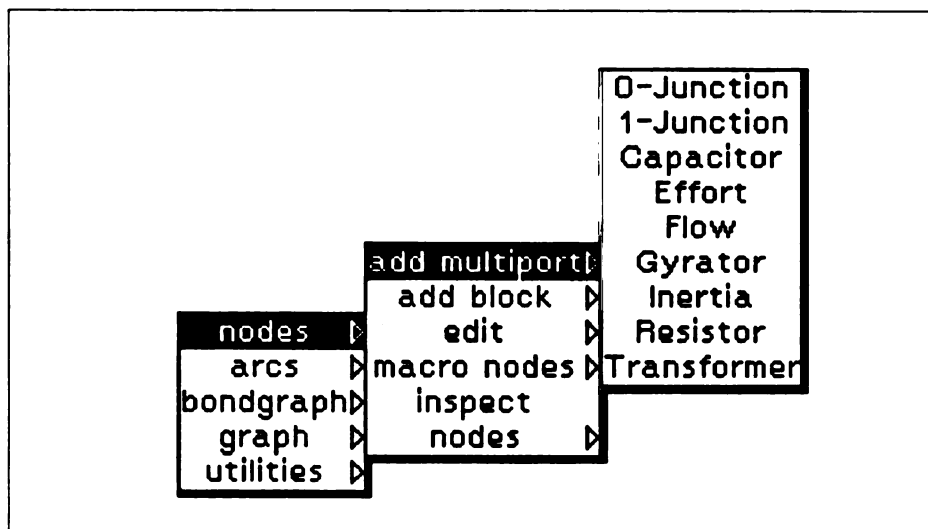 nodes
arcs
bondgraph
graph
utilities
add multiport
add block
edit
macro nodes
inspect
nodes
0-Junction
1-Junction
Capacitor
Effort
Flow
Gyrator
Inertia
Resistor
Transformer